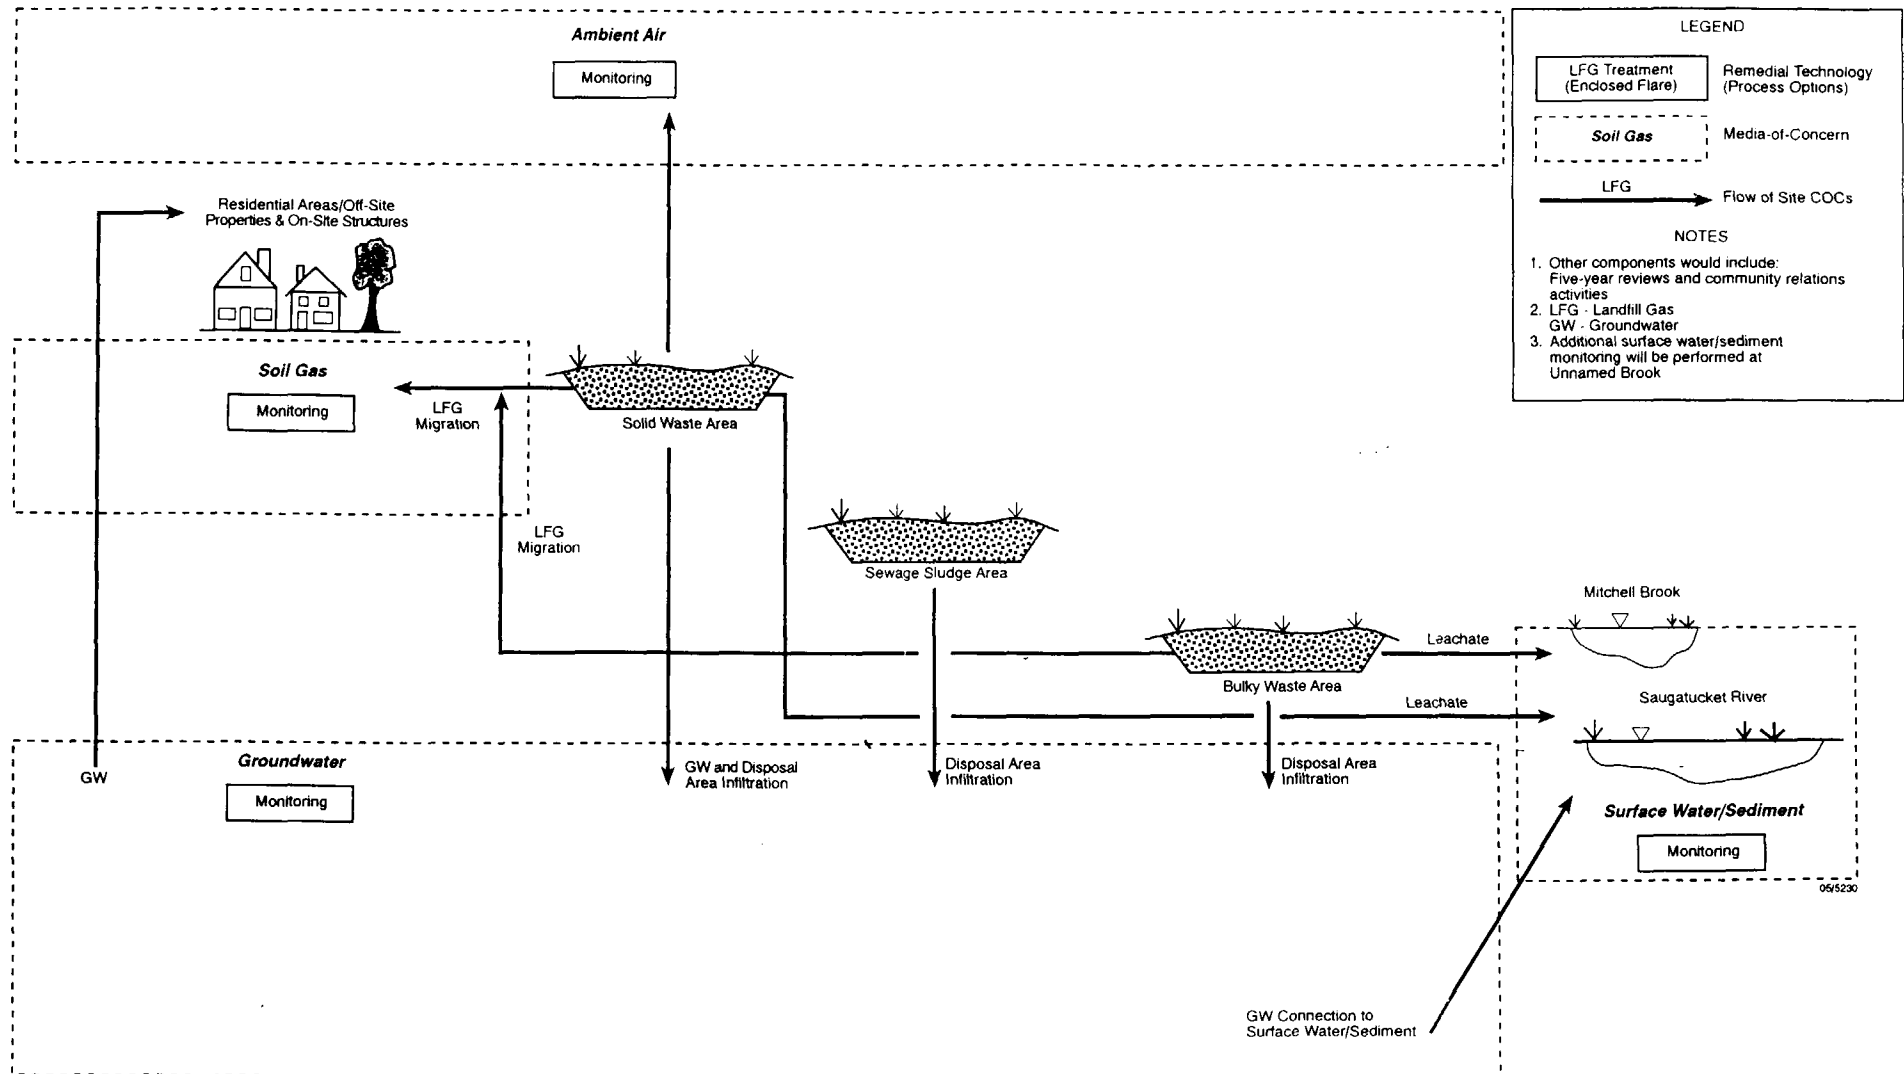 Ambient Air
Monitoring
Residential Areas/Off-Site
Properties & On-Site Structures
Soil Gas
Monitoring
LFG
Migration
Solid Waste Area
LFG
Migration
Sewage Sludge Area
Bulky Waste Area
Leachate
Leachate
Mitchell Brook
Saugatucket River
Surface Water/Sediment
Monitoring
05/5230
GW
Groundwater
Monitoring
GW and Disposal
Area Infiltration
Disposal Area
Infiltration
Disposal Area
Infiltration
GW Connection to
Surface Water/Sediment
LEGEND
LFG Treatment
(Enclosed Flare)
Remedial Technology
(Process Options)
Soil Gas
Media-of-Concern
LFG
Flow of Site COCs
NOTES
1. Other components would include:
Five-year reviews and community relations
activities
2. LFG - Landfill Gas
GW - Groundwater
3. Additional surface water/sediment
monitoring will be performed at
Unnamed Brook